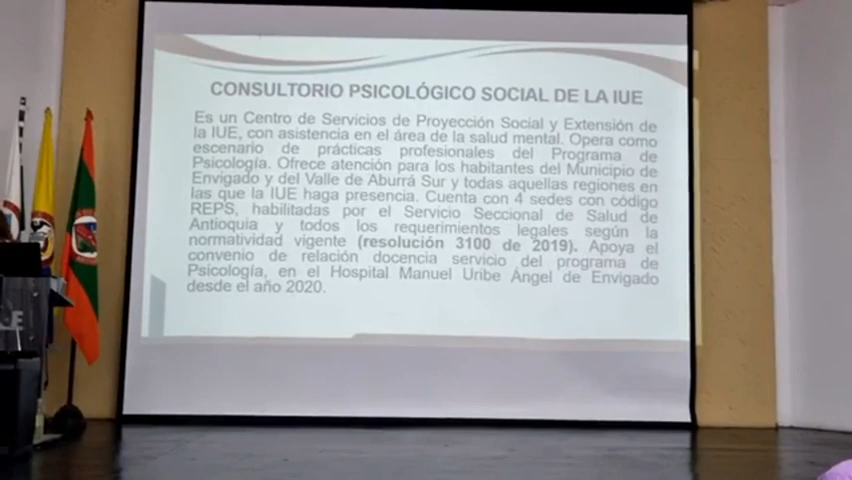 CONSULTORIO PSICOLÓGICO SOCIAL DE LA IUE
Es un Centro de Servicios de Proyección Social y Extensión de
la IUE, con asistencia en el área de la salud mental. Opera como
escenario de prácticas profesionales del Programa de
Psicología. Ofrece atención para los habitantes del Municipio de
Envigado y del Valle de Aburrá Sur y todas aquellas regiones en
las que la IUE haga presencia. Cuenta con 4 sedes con código
REPS, habilitadas por el Servicio Seccional de Salud de
Antioquia y todos los requerimientos legales según la
normatividad vigente (resolución 3100 de 2019). Apoya el
convenio de relación docencia servicio del programa de
Psicología, en el Hospital Manuel Uribe Ángel de Envigado
desde el año 2020.